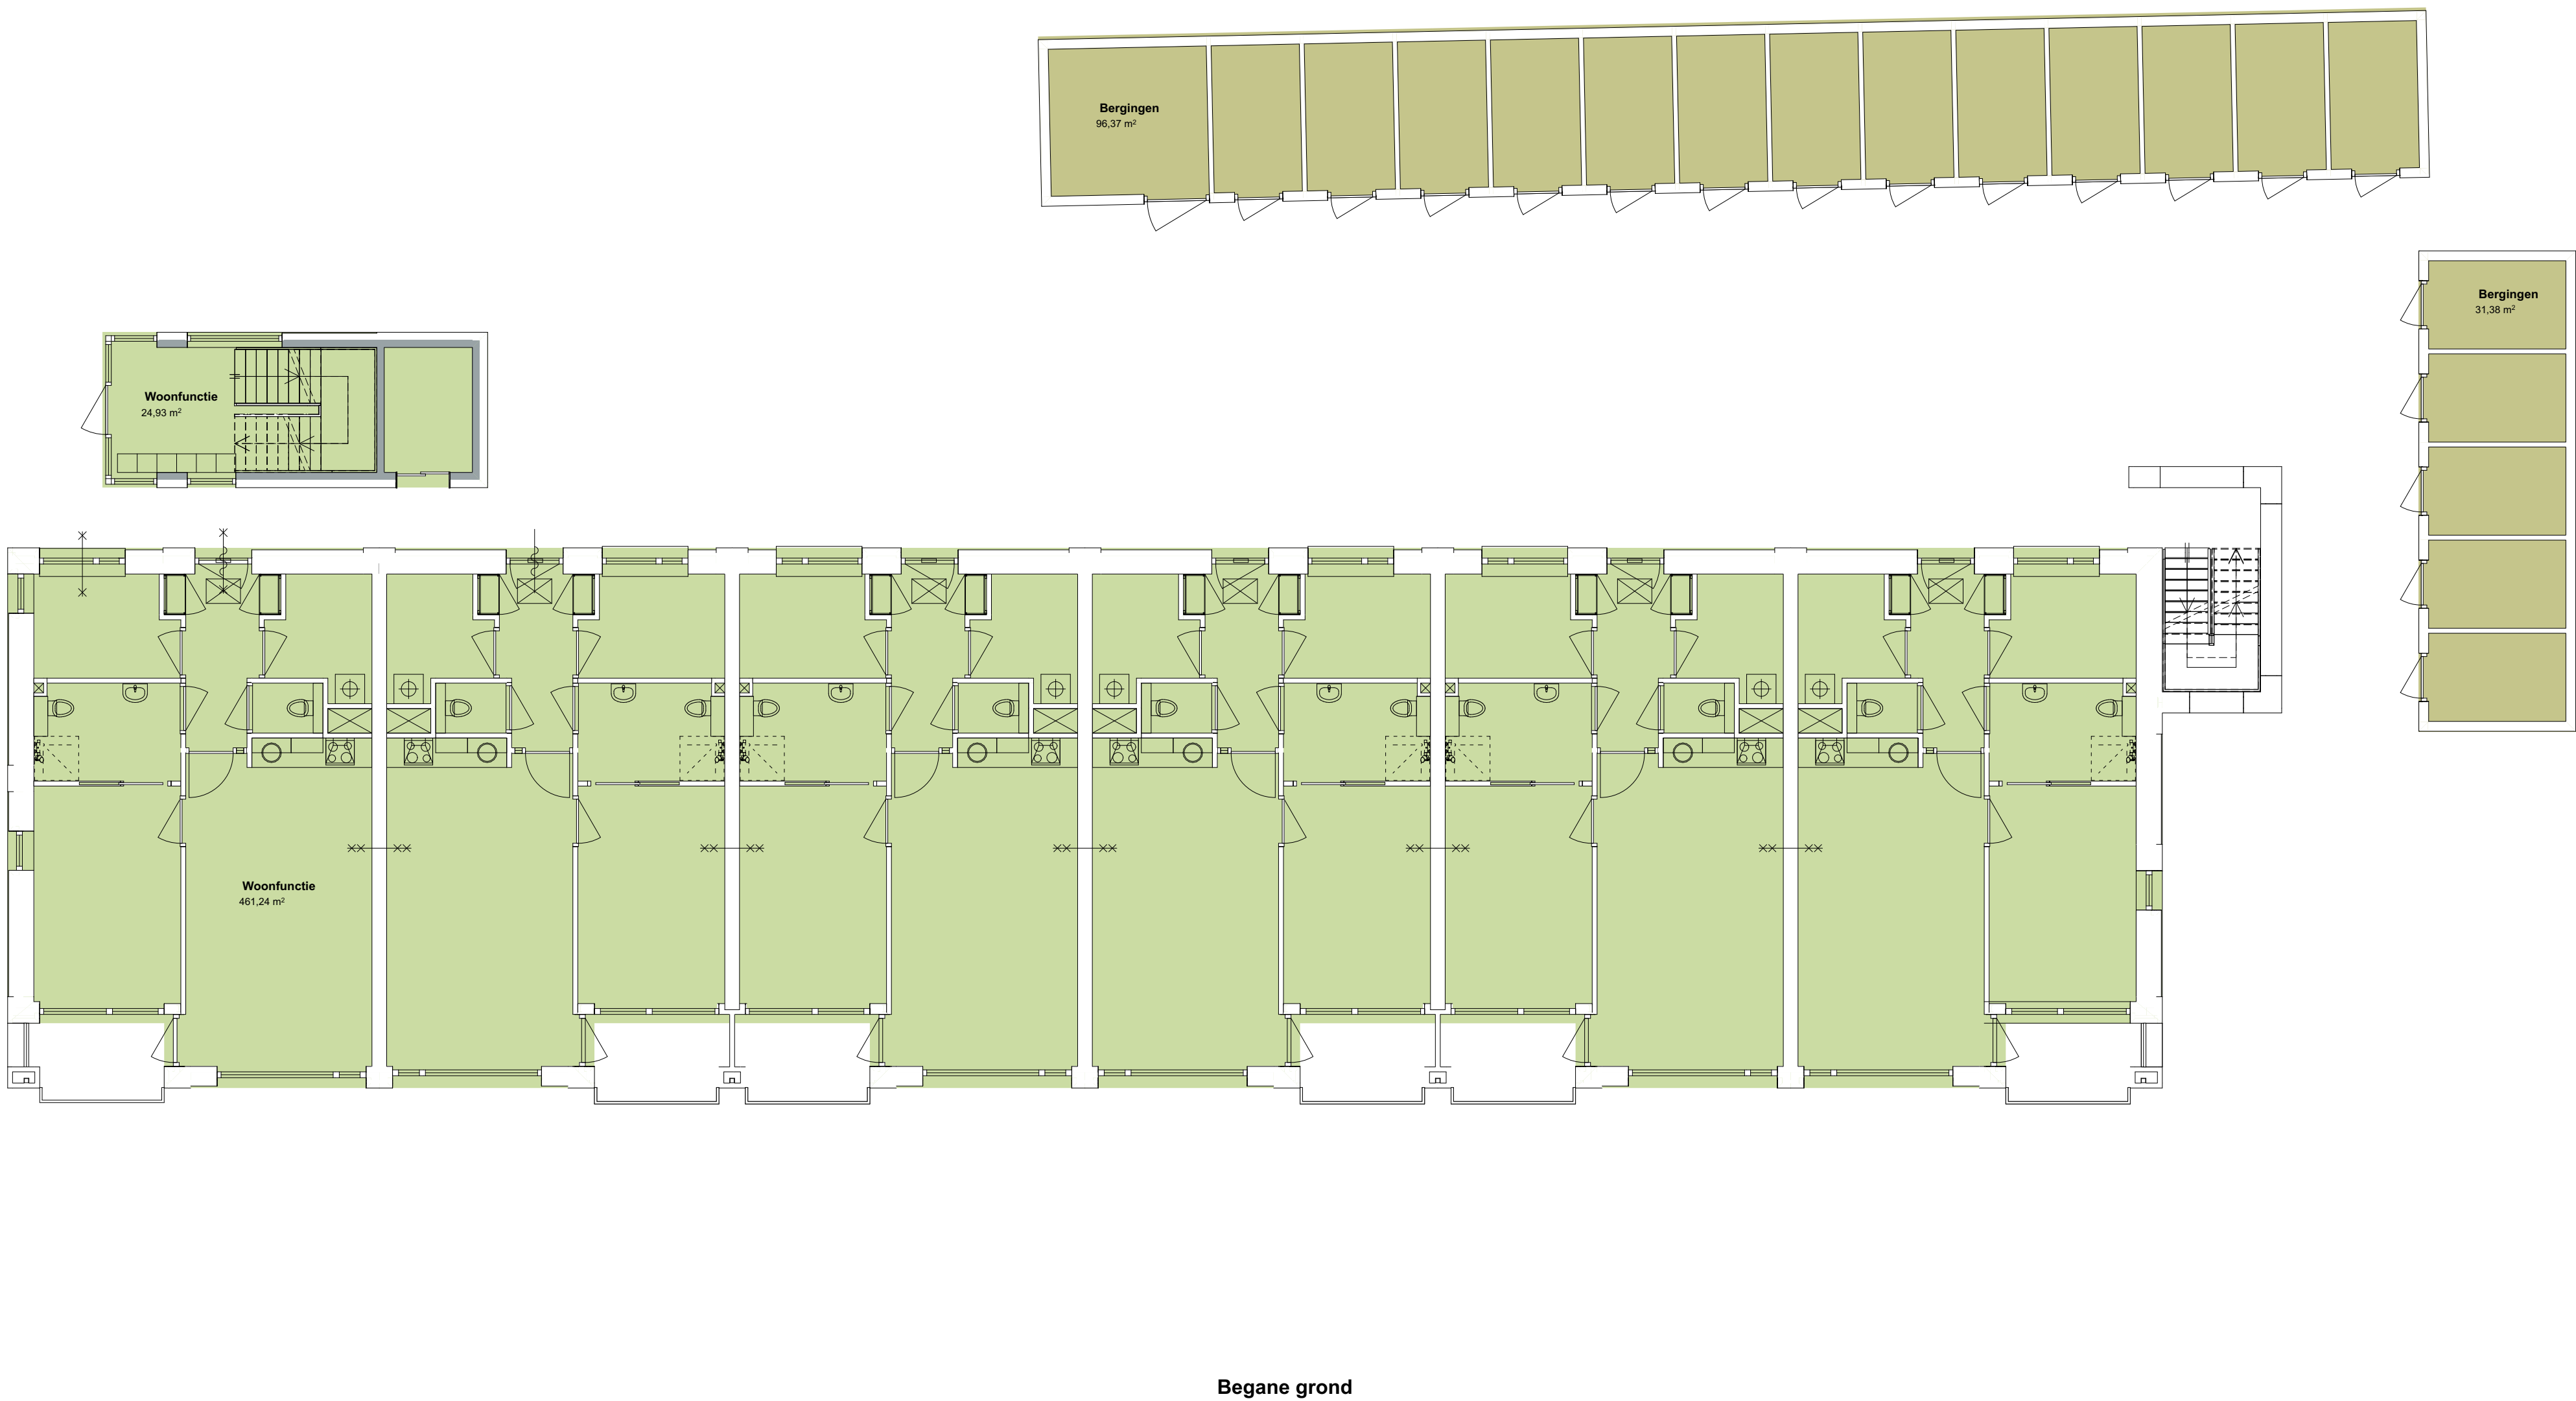 Bergingen
96,37 m²
Bergingen
31,38 m²
Woonfunctie
24,93 m²
Woonfunctie
461,24 m²
Begane grond